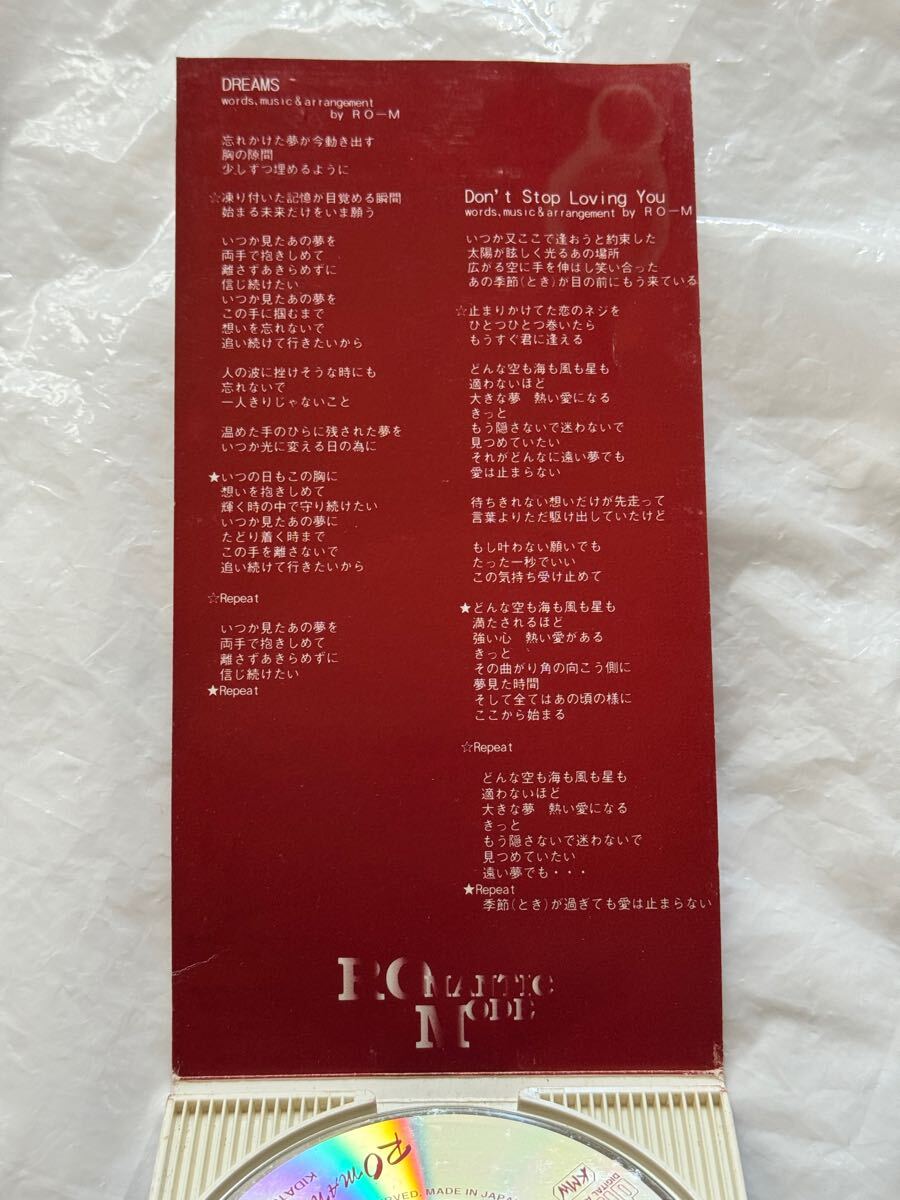 DREAMS
words, music & arrangement
by RO-M
忘れかけた夢が今動き出す
胸の隙間
少しずつ埋めるように
☆凍り付いた記憶が目覚める瞬間
始まる未来だけをいま願う
いつか見たあの夢を
両手で抱きしめて
離さずあきらめずに
信じ続けたい
いつか見たあの夢を
この手に掴むまで
想いを忘れないで
追い続けて行きたいから
人の波に挫けそうな時にも
忘れないで
一人きりじゃないこと
温めた手のひらに残された夢を
いつか光に変える日の為に
★いつの日もこの胸に
想いを抱きしめて
輝く時の中で守り続けたい
いつか見たあの夢に
たどり着く時まで
この手を離さないで
追い続けて行きたいから
☆Repeat
いつか見たあの夢を
両手で抱きしめて
離さずあきらめずに
信じ続けたい
★Repeat
Don't Stop Loving You
words, music & arrangement by RO-M
いつか又ここで逢おうと約束した
太陽が眩しく光るあの場所
広がる空に手を伸ばし笑い合った
あの季節(とき)が目の前にもう来ている
☆止まりかけてた恋のネジを
ひとつひとつ巻いたら
もうすぐ君に逢える
どんな空も海も風も星も
適わないほど
大きな夢 熱い愛になる
きっと
もう隠さないで迷わないで
見つめていたい
それがどんなに遠い夢でも
愛は止まらない
待ちきれない想いだけが先走って
言葉よりただ駆け出していたけど
もし叶わない願いでも
たった一秒でいい
この気持ち受け止めて
★どんな空も海も風も星も
満たされるほど
強い心 熱い愛がある
きっと
その曲がり角の向こう側に
夢見た時間
そして全てはあの頃の様に
ここから始まる
☆Repeat
どんな空も海も風も星も
適わないほど
大きな夢 熱い愛になる
きっと
もう隠さないで迷わないで
見つめていたい
遠い夢でも・・・
★Repeat
季節(とき)が過ぎても愛は止まらない
ROMANTIC
MODE
MADE IN JAPAN
KMW
DIGITAL